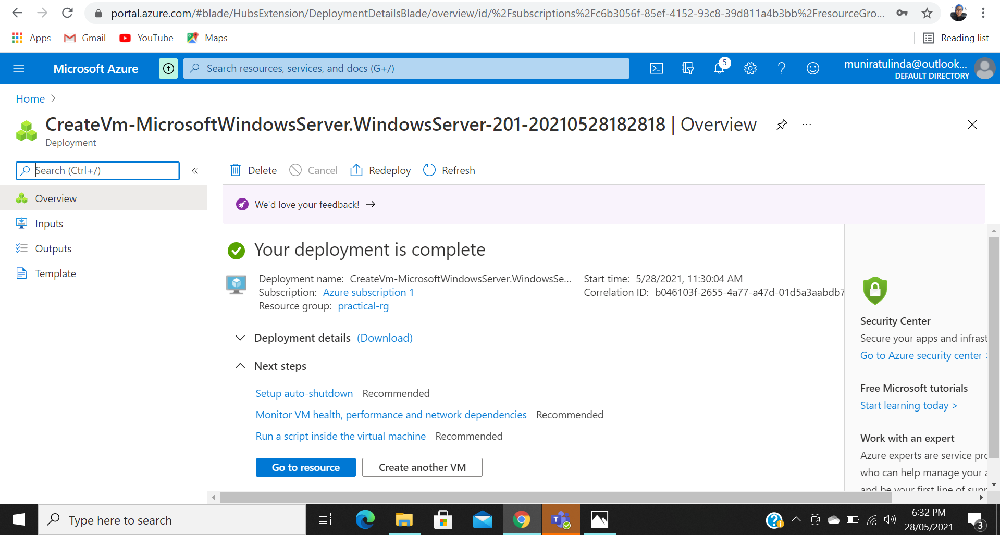 portal.azure.com/#blade/HubsExtension/DeploymentDetailsBlade/overview/id/%2Fsubscriptions%2Fc6b3056f-85ef-4152-93c8-39d811a4b3bb%2FresourceGro...
Apps Gmail YouTube Maps Reading list
Microsoft Azure Search resources, services, and docs (G+/) 5 muniratulinda@outlook...
DEFAULT DIRECTORY
Home >
CreateVm-MicrosoftWindowsServer.WindowsServer-201-20210528182818 | Overview ...
Deployment
Search (Ctrl+/) «
Delete Cancel Redeploy Refresh
Overview
Inputs
Outputs
Template
We'd love your feedback! →
Your deployment is complete
Deployment name: CreateVm-MicrosoftWindowsServer.WindowsSe... Start time: 5/28/2021, 11:30:04 AM
Subscription: Azure subscription 1 Correlation ID: b046103f-2655-4a77-a47d-01d5a3aabdb7
Resource group: practical-rg
Deployment details (Download)
Next steps
Setup auto-shutdown Recommended
Monitor VM health, performance and network dependencies Recommended
Run a script inside the virtual machine Recommended
Go to resource Create another VM
Security Center
Secure your apps and infrast
Go to Azure security center >
Free Microsoft tutorials
Start learning today >
Work with an expert
Azure experts are service pro
who can help manage your a
and be your first line of supp
Type here to search
6:32 PM
28/05/2021
3